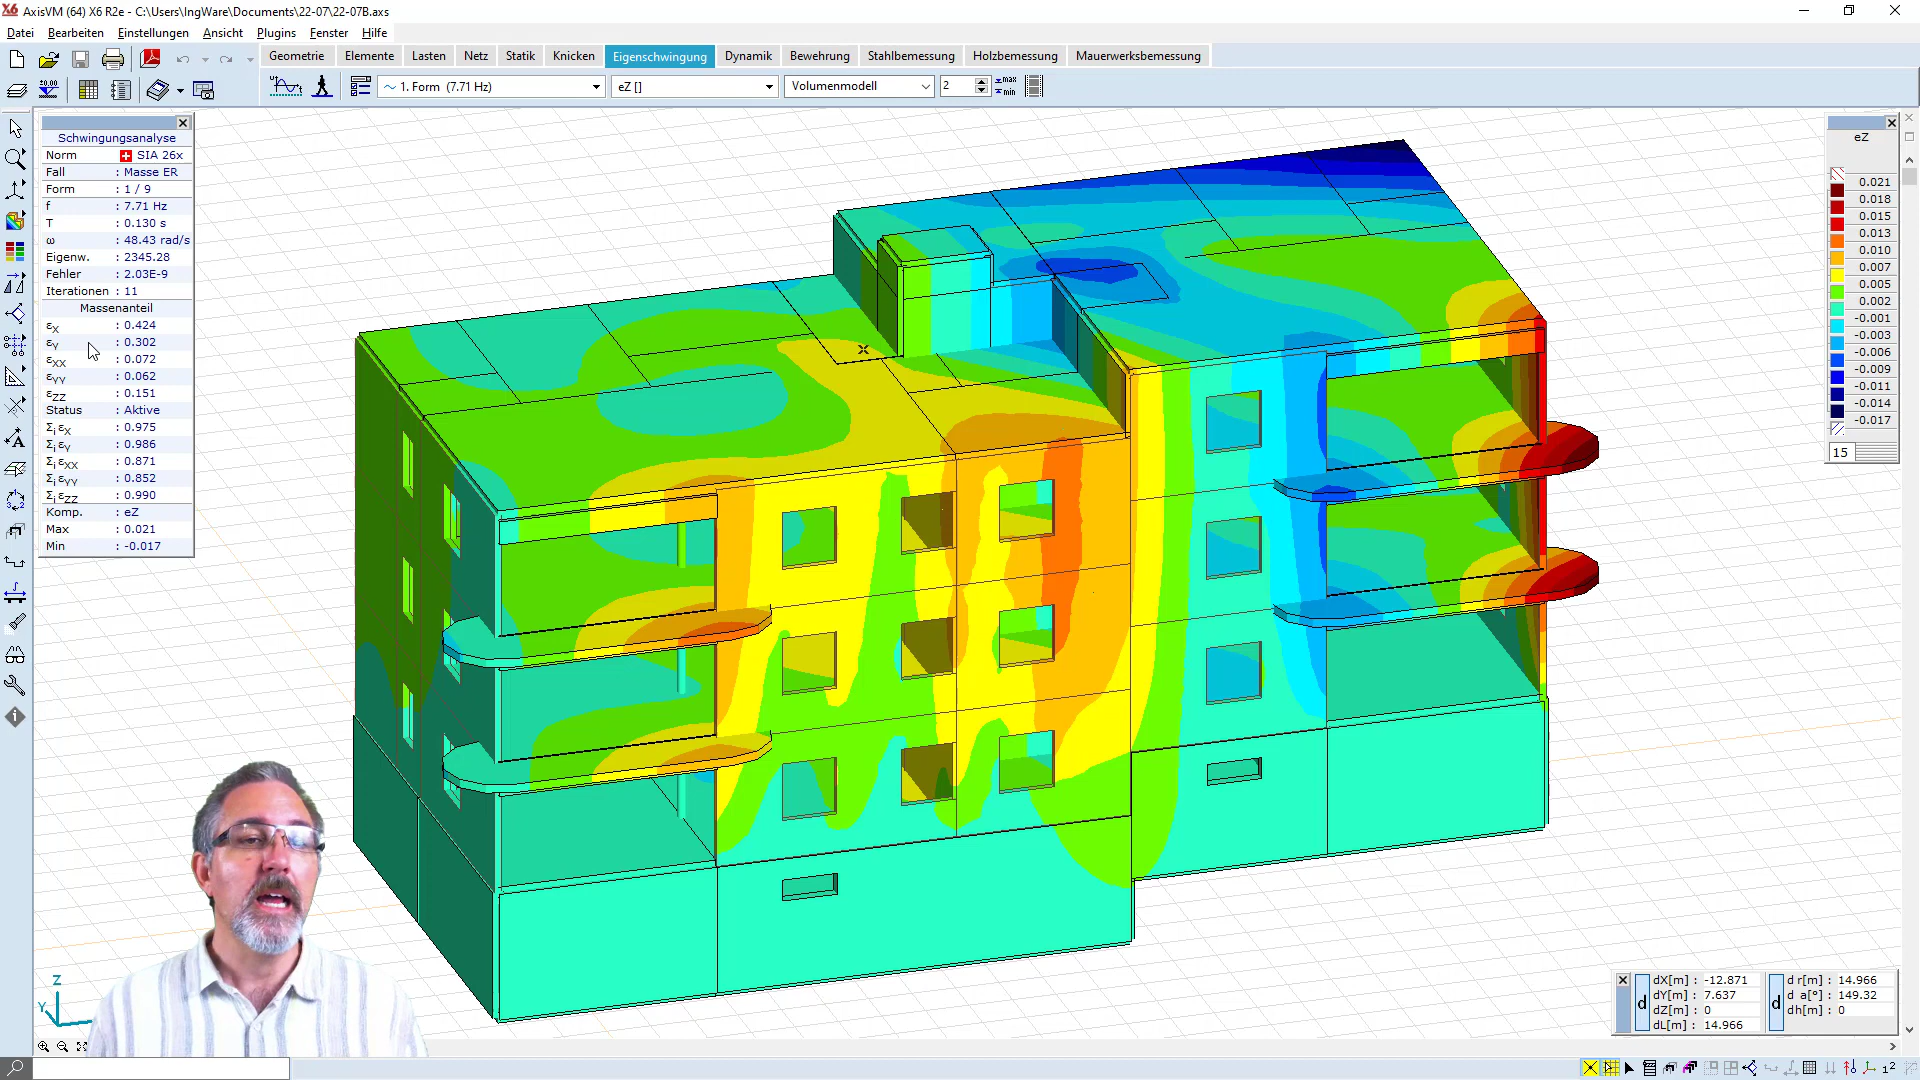 AxisVM (64) X6 R2e - C:\Users\IngWare\Documents\22-07\22-07B.axs
Datei Bearbeiten Einstellungen Ansicht Plugins Fenster Hilfe
Geometrie Elemente Lasten Netz Statik Knicken Eigenschwingung Dynamik Bewehrung Stahlbemessung Holzbemessung Mauerwerksbemessung
1. Form (7.71 Hz) eZ [] Volumenmodell 2 max min
Schwingungsanalyse
Norm SIA 26x
Fall : Masse ER
Form : 1 / 9
f : 7.71 Hz
T : 0.130 s
ω : 48.43 rad/s
Eigenw. : 2345.28
Fehler : 2.03E-9
Iterationen : 11
Massenanteil
εX : 0.424
εY : 0.302
εXX : 0.072
εYY : 0.062
εZZ : 0.151
Status : Aktive
Σi εX : 0.975
Σi εY : 0.986
Σi εXX : 0.871
Σi εYY : 0.852
Σi εZZ : 0.990
Komp. : eZ
Max : 0.021
Min : -0.017
eZ
0.021
0.018
0.015
0.013
0.010
0.007
0.005
0.002
-0.001
-0.003
-0.006
-0.009
-0.011
-0.014
-0.017
15
Z
Y
d
dX[m] : -12.871
dY[m] : 7.637
dZ[m] : 0
dL[m] : 14.966
d
d r[m] : 14.966
d a[°] : 149.32
dh[m] : 0